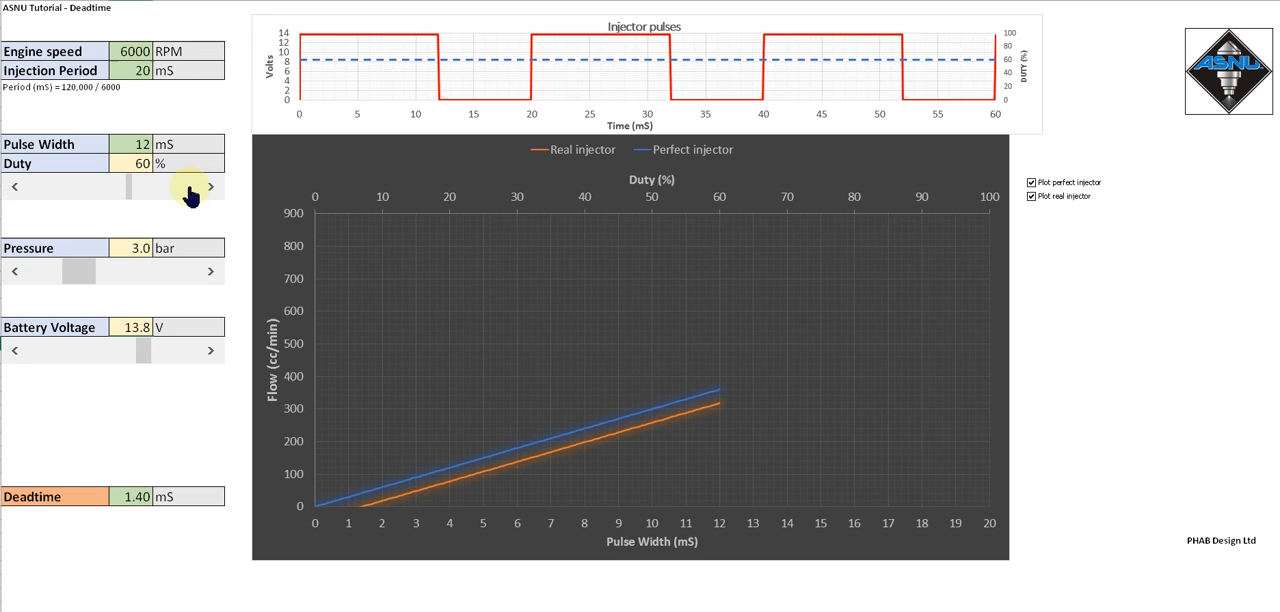 ASNU Tutorial - Deadtime
Engine speed 6000 RPM
Injection Period 20 mS
Period (mS) = 120,000 / 6000
Pulse Width 12 mS
Duty 60 %
Pressure 3.0 bar
Battery Voltage 13.8 V
Deadtime 1.40 mS
Injector pulses
Volts
14
12
10
8
6
4
2
0
100
80
60
40
20
0
DUTY (%)
0 5 10 15 20 25 30 35 40 45 50 55 60
Time (mS)
Real injector Perfect injector
Duty (%)
0 10 20 30 40 50 60 70 80 90 100
Flow (cc/min)
900
800
700
600
500
400
300
200
100
0
0 1 2 3 4 5 6 7 8 9 10 11 12 13 14 15 16 17 18 19 20
Pulse Width (mS)
Plot perfect injector
Plot real injector
ASNU
PHAB Design Ltd